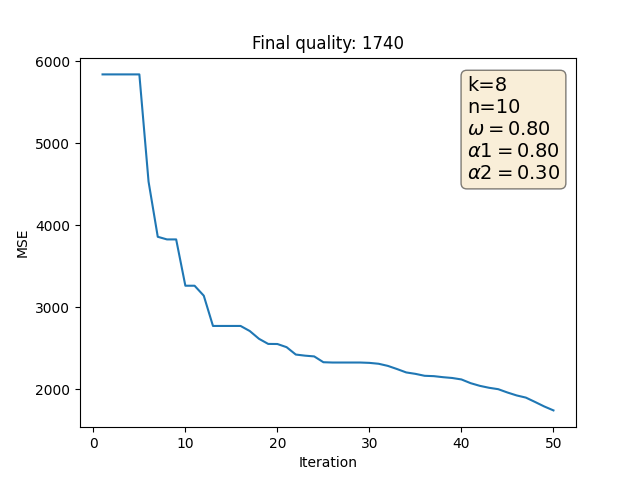 Final quality: 1740
6000
5000
4000
3000
2000
MSE
k=8
n=10
ω = 0.80
α1 = 0.80
α2 = 0.30
0 10 20 30 40 50
Iteration